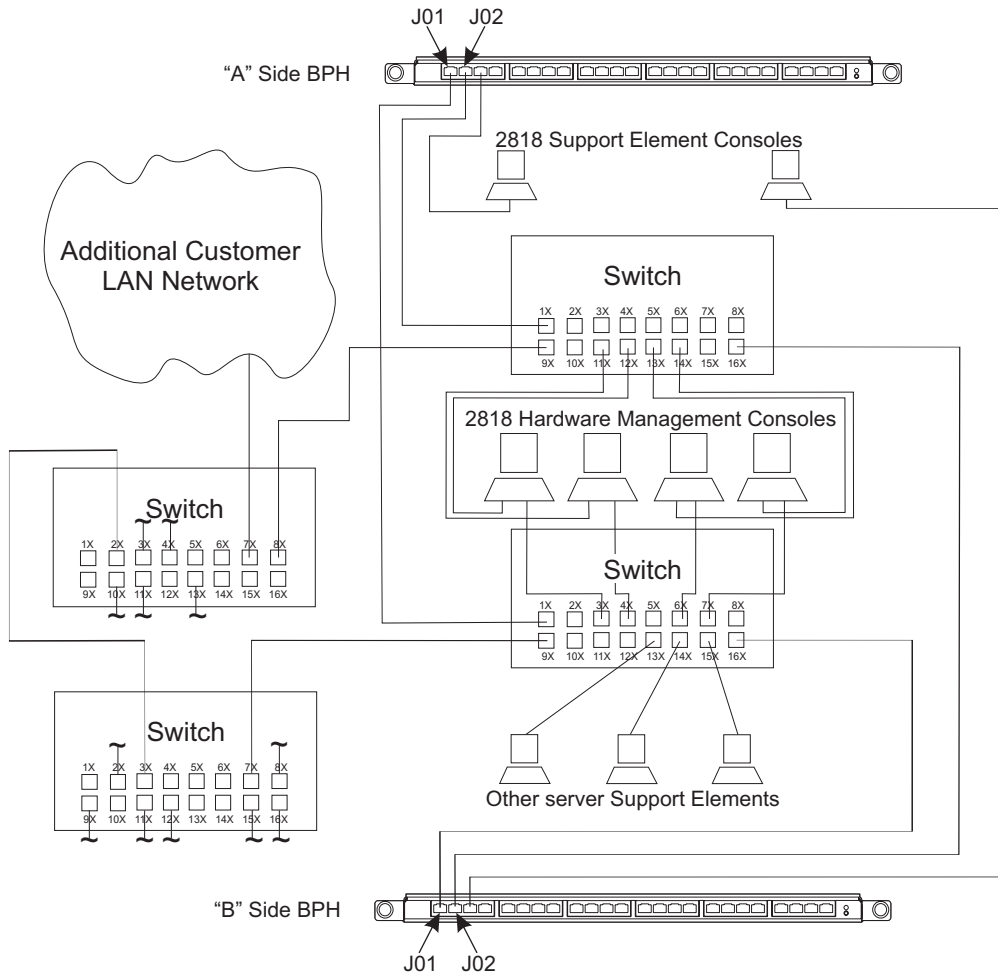 J01 J02
“A” Side BPH
2818 Support Element Consoles
Additional Customer
LAN Network
Switch
1X 2X 3X 4X 5X 6X 7X 8X
9X 10X 11X 12X 13X 14X 15X 16X
2818 Hardware Management Consoles
Switch
1X 2X 3X 4X 5X 6X 7X 8X
9X 10X 11X 12X 13X 14X 15X 16X
Switch
1X 2X 3X 4X 5X 6X 7X 8X
9X 10X 11X 12X 13X 14X 15X 16X
Switch
1X 2X 3X 4X 5X 6X 7X 8X
9X 10X 11X 12X 13X 14X 15X 16X
Other server Support Elements
“B” Side BPH
J01 J02